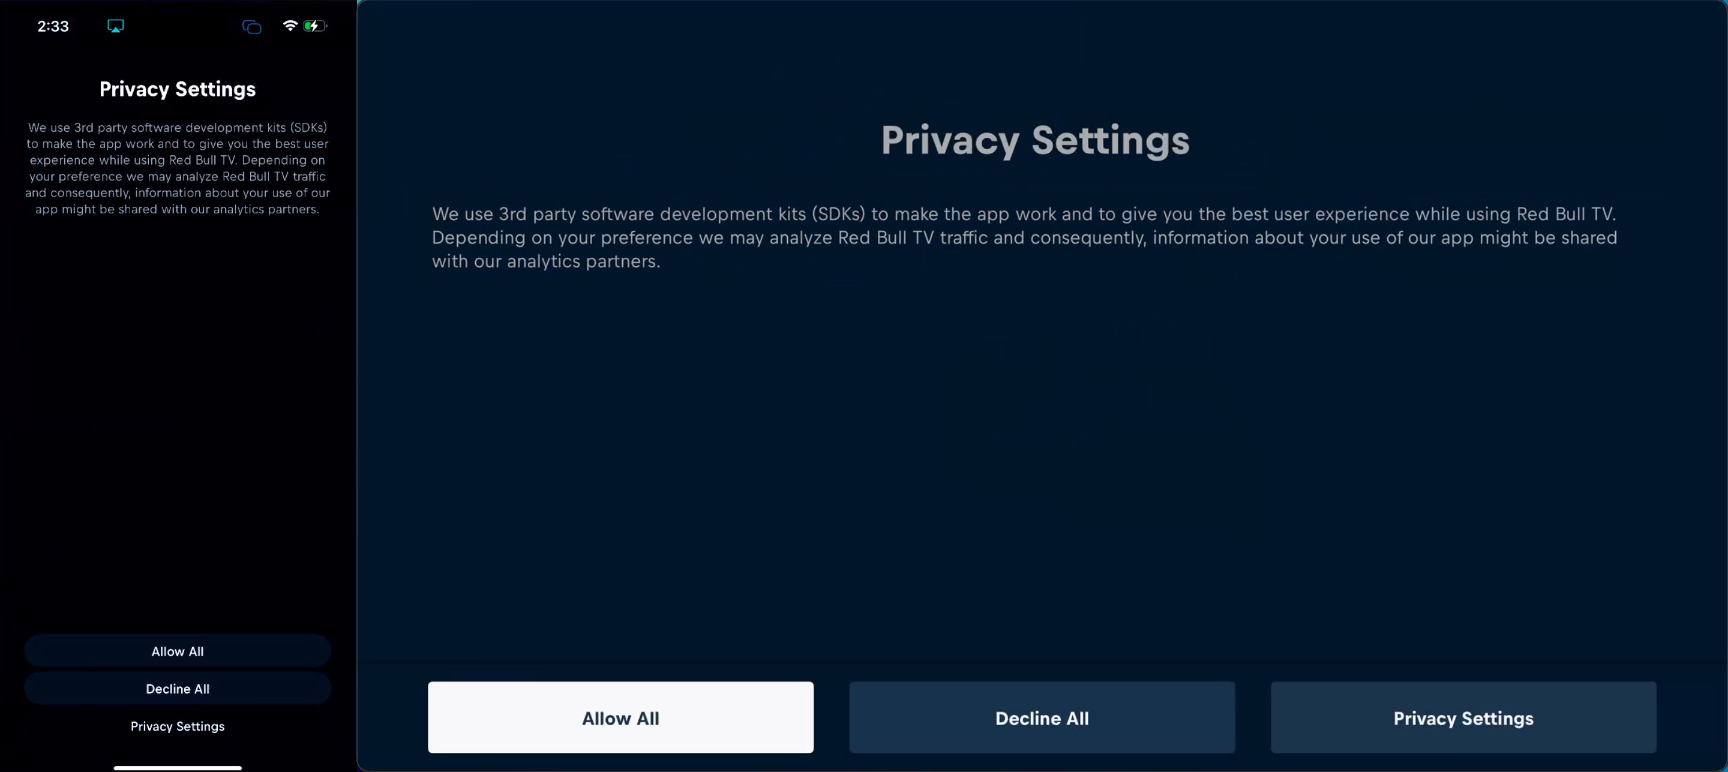 2:33
Privacy Settings
We use 3rd party software development kits (SDKs)
to make the app work and to give you the best user
experience while using Red Bull TV. Depending on
your preference we may analyze Red Bull TV traffic
and consequently, information about your use of our
app might be shared with our analytics partners.
Allow All
Decline All
Privacy Settings
Privacy Settings
We use 3rd party software development kits (SDKs) to make the app work and to give you the best user experience while using Red Bull TV.
Depending on your preference we may analyze Red Bull TV traffic and consequently, information about your use of our app might be shared
with our analytics partners.
Allow All
Decline All
Privacy Settings